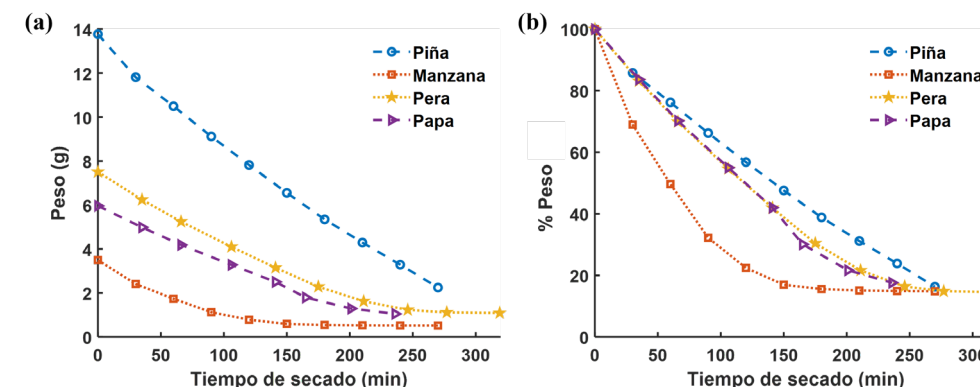 (a)
14
12
10
8
6
4
2
0
Peso (g)
0 50 100 150 200 250 300
Tiempo de secado (min)
Piña
Manzana
Pera
Papa
(b)
100
80
60
40
20
0
% Peso
0 50 100 150 200 250 300
Tiempo de secado (min)
Piña
Manzana
Pera
Papa